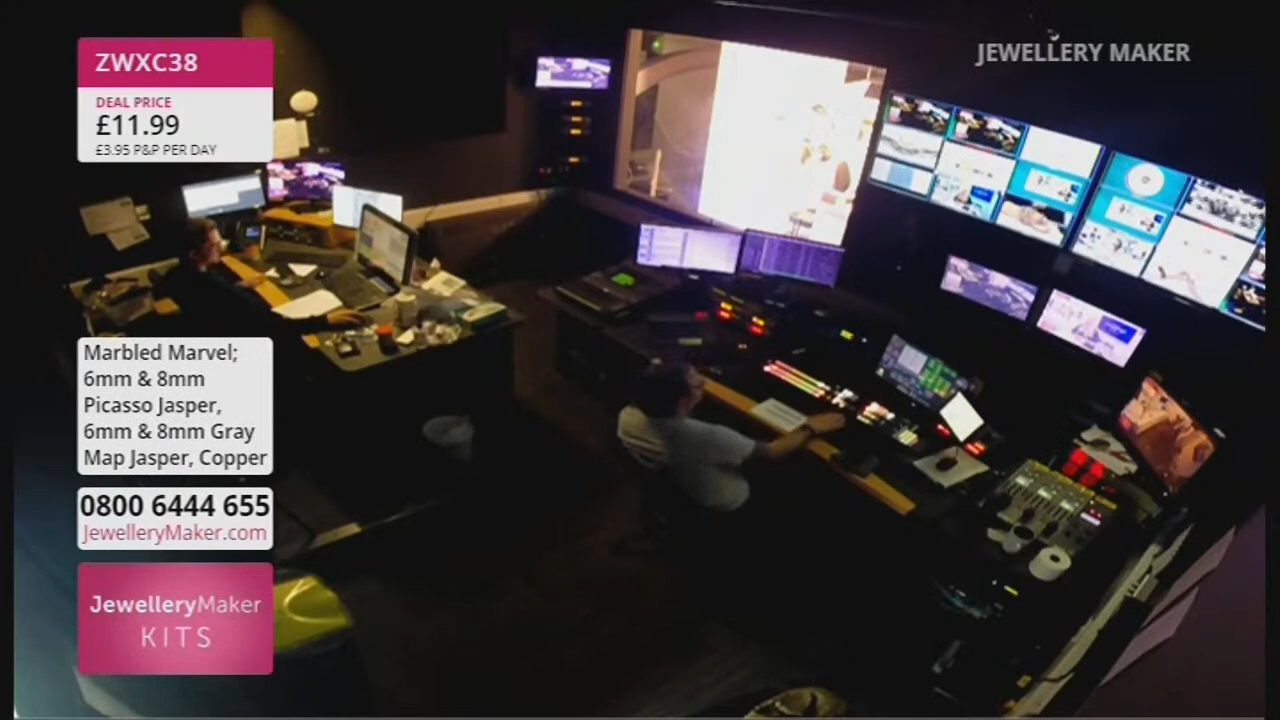 ZWXC38
DEAL PRICE
£11.99
£3.95 P&P PER DAY
JEWELLERY MAKER
Marbled Marvel;
6mm & 8mm
Picasso Jasper,
6mm & 8mm Gray
Map Jasper, Copper
0800 6444 655
JewelleryMaker.com
JewelleryMaker
KITS